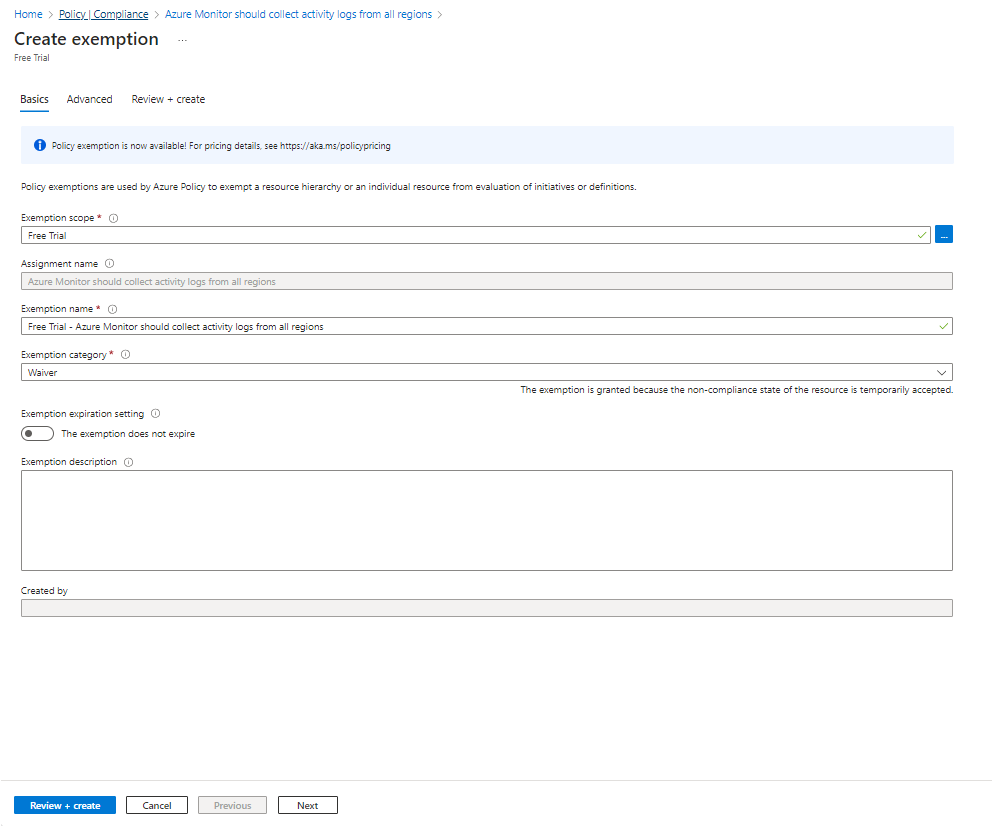 Home > Policy | Compliance > Azure Monitor should collect activity logs from all regions >
Create exemption ...
Free Trial
Basics Advanced Review + create
Policy exemption is now available! For pricing details, see https://aka.ms/policypricing
Policy exemptions are used by Azure Policy to exempt a resource hierarchy or an individual resource from evaluation of initiatives or definitions.
Exemption scope *
Free Trial ...
Assignment name
Azure Monitor should collect activity logs from all regions
Exemption name *
Free Trial - Azure Monitor should collect activity logs from all regions
Exemption category *
Waiver
The exemption is granted because the non-compliance state of the resource is temporarily accepted.
Exemption expiration setting
The exemption does not expire
Exemption description
Created by
Review + create Cancel Previous Next